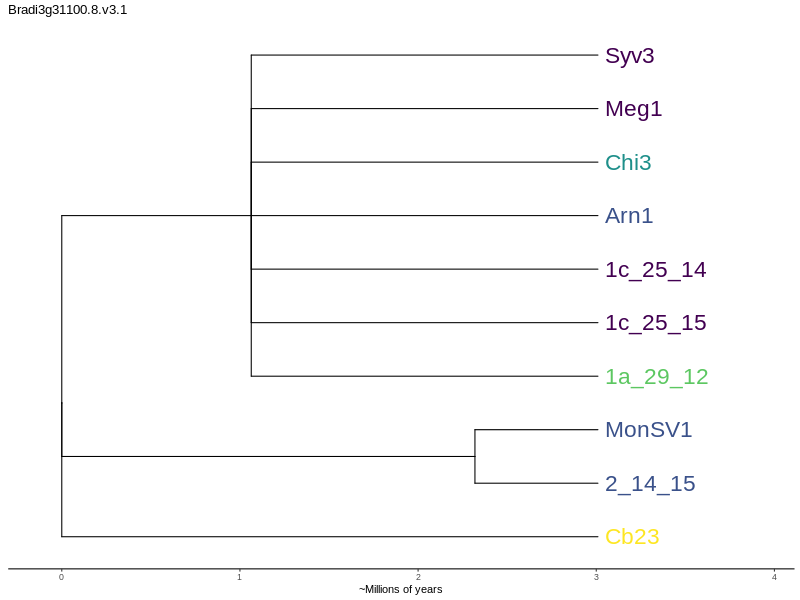 Bradi3g31100.8.v3.1
Syv3
Meg1
Chi3
Arn1
1c_25_14
1c_25_15
1a_29_12
MonSV1
2_14_15
Cb23
0 1 2 3 4
~Millions of years